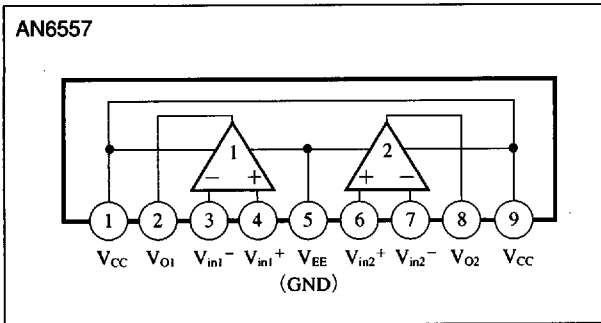 AN6557
1 2
− + + −
1 2 3 4 5 6 7 8 9
VCC VO1 Vin1− Vin1+ VEE Vin2+ Vin2− VO2 VCC
(GND)